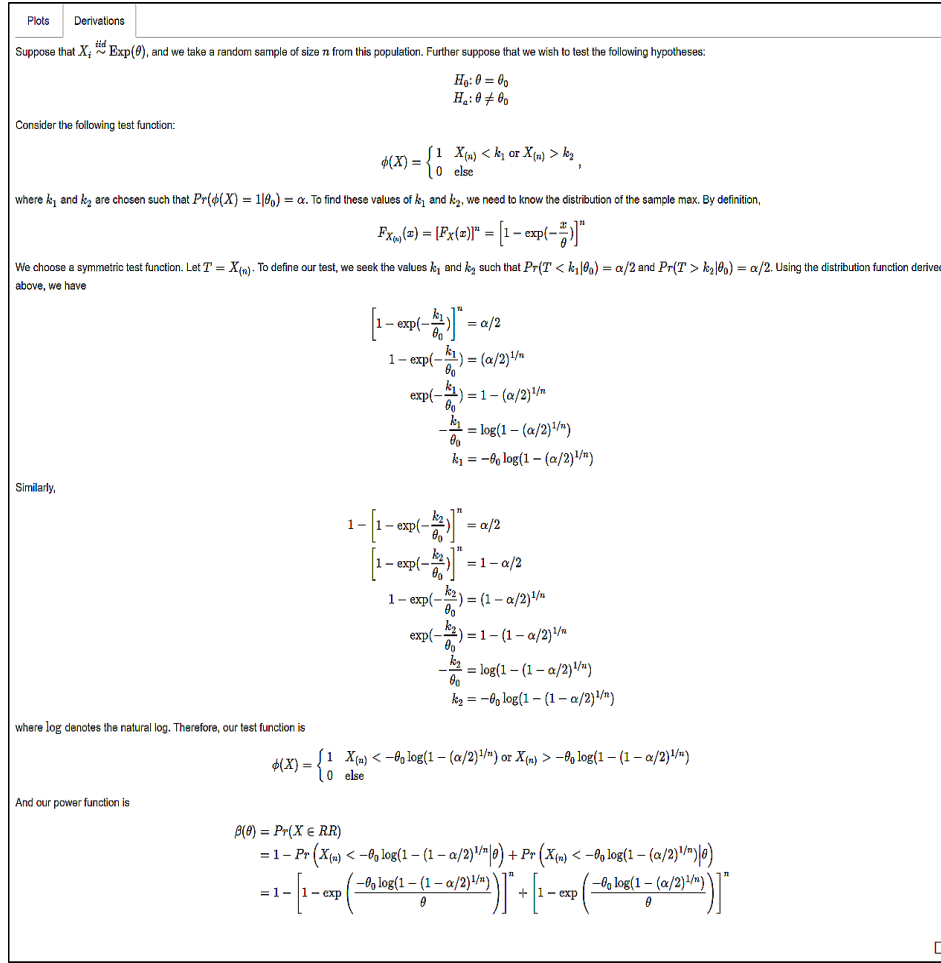 Plots Derivations
Suppose that X_i \overset{iid}{\sim} Exp(θ), and we take a random sample of size n from this population. Further suppose that we wish to test the following hypotheses:
H_0: θ = θ_0
H_a: θ ≠ θ_0
Consider the following test function:
ϕ(X) = { 1 X_(n) < k_1 or X_(n) > k_2
0 else ,
where k_1 and k_2 are chosen such that Pr(ϕ(X) = 1|θ_0) = α. To find these values of k_1 and k_2, we need to know the distribution of the sample max. By definition,
F_{X_(n)}(x) = [F_X(x)]^n = [1 − exp(−x/θ)]^n
We choose a symmetric test function. Let T = X_(n). To define our test, we seek the values k_1 and k_2 such that Pr(T < k_1|θ_0) = α/2 and Pr(T > k_2|θ_0) = α/2. Using the distribution function derive
above, we have
[1 − exp(−k_1/θ_0)]^n = α/2
1 − exp(−k_1/θ_0) = (α/2)^{1/n}
exp(−k_1/θ_0) = 1 − (α/2)^{1/n}
−k_1/θ_0 = log(1 − (α/2)^{1/n})
k_1 = −θ_0 log(1 − (α/2)^{1/n})
Similarly,
1 − [1 − exp(−k_2/θ_0)]^n = α/2
[1 − exp(−k_2/θ_0)]^n = 1 − α/2
1 − exp(−k_2/θ_0) = (1 − α/2)^{1/n}
exp(−k_2/θ_0) = 1 − (1 − α/2)^{1/n}
−k_2/θ_0 = log(1 − (1 − α/2)^{1/n})
k_2 = −θ_0 log(1 − (1 − α/2)^{1/n})
where log denotes the natural log. Therefore, our test function is
ϕ(X) = { 1 X_(n) < −θ_0 log(1 − (α/2)^{1/n}) or X_(n) > −θ_0 log(1 − (1 − α/2)^{1/n})
0 else
And our power function is
β(θ) = Pr(X ∈ RR)
= 1 − Pr(X_(n) < −θ_0 log(1 − (1 − α/2)^{1/n}|θ) + Pr(X_(n) < −θ_0 log(1 − (α/2)^{1/n})|θ)
= 1 − [1 − exp(−θ_0 log(1 − (1 − α/2)^{1/n})/θ)]^n + [1 − exp(−θ_0 log(1 − (α/2)^{1/n})/θ)]^n